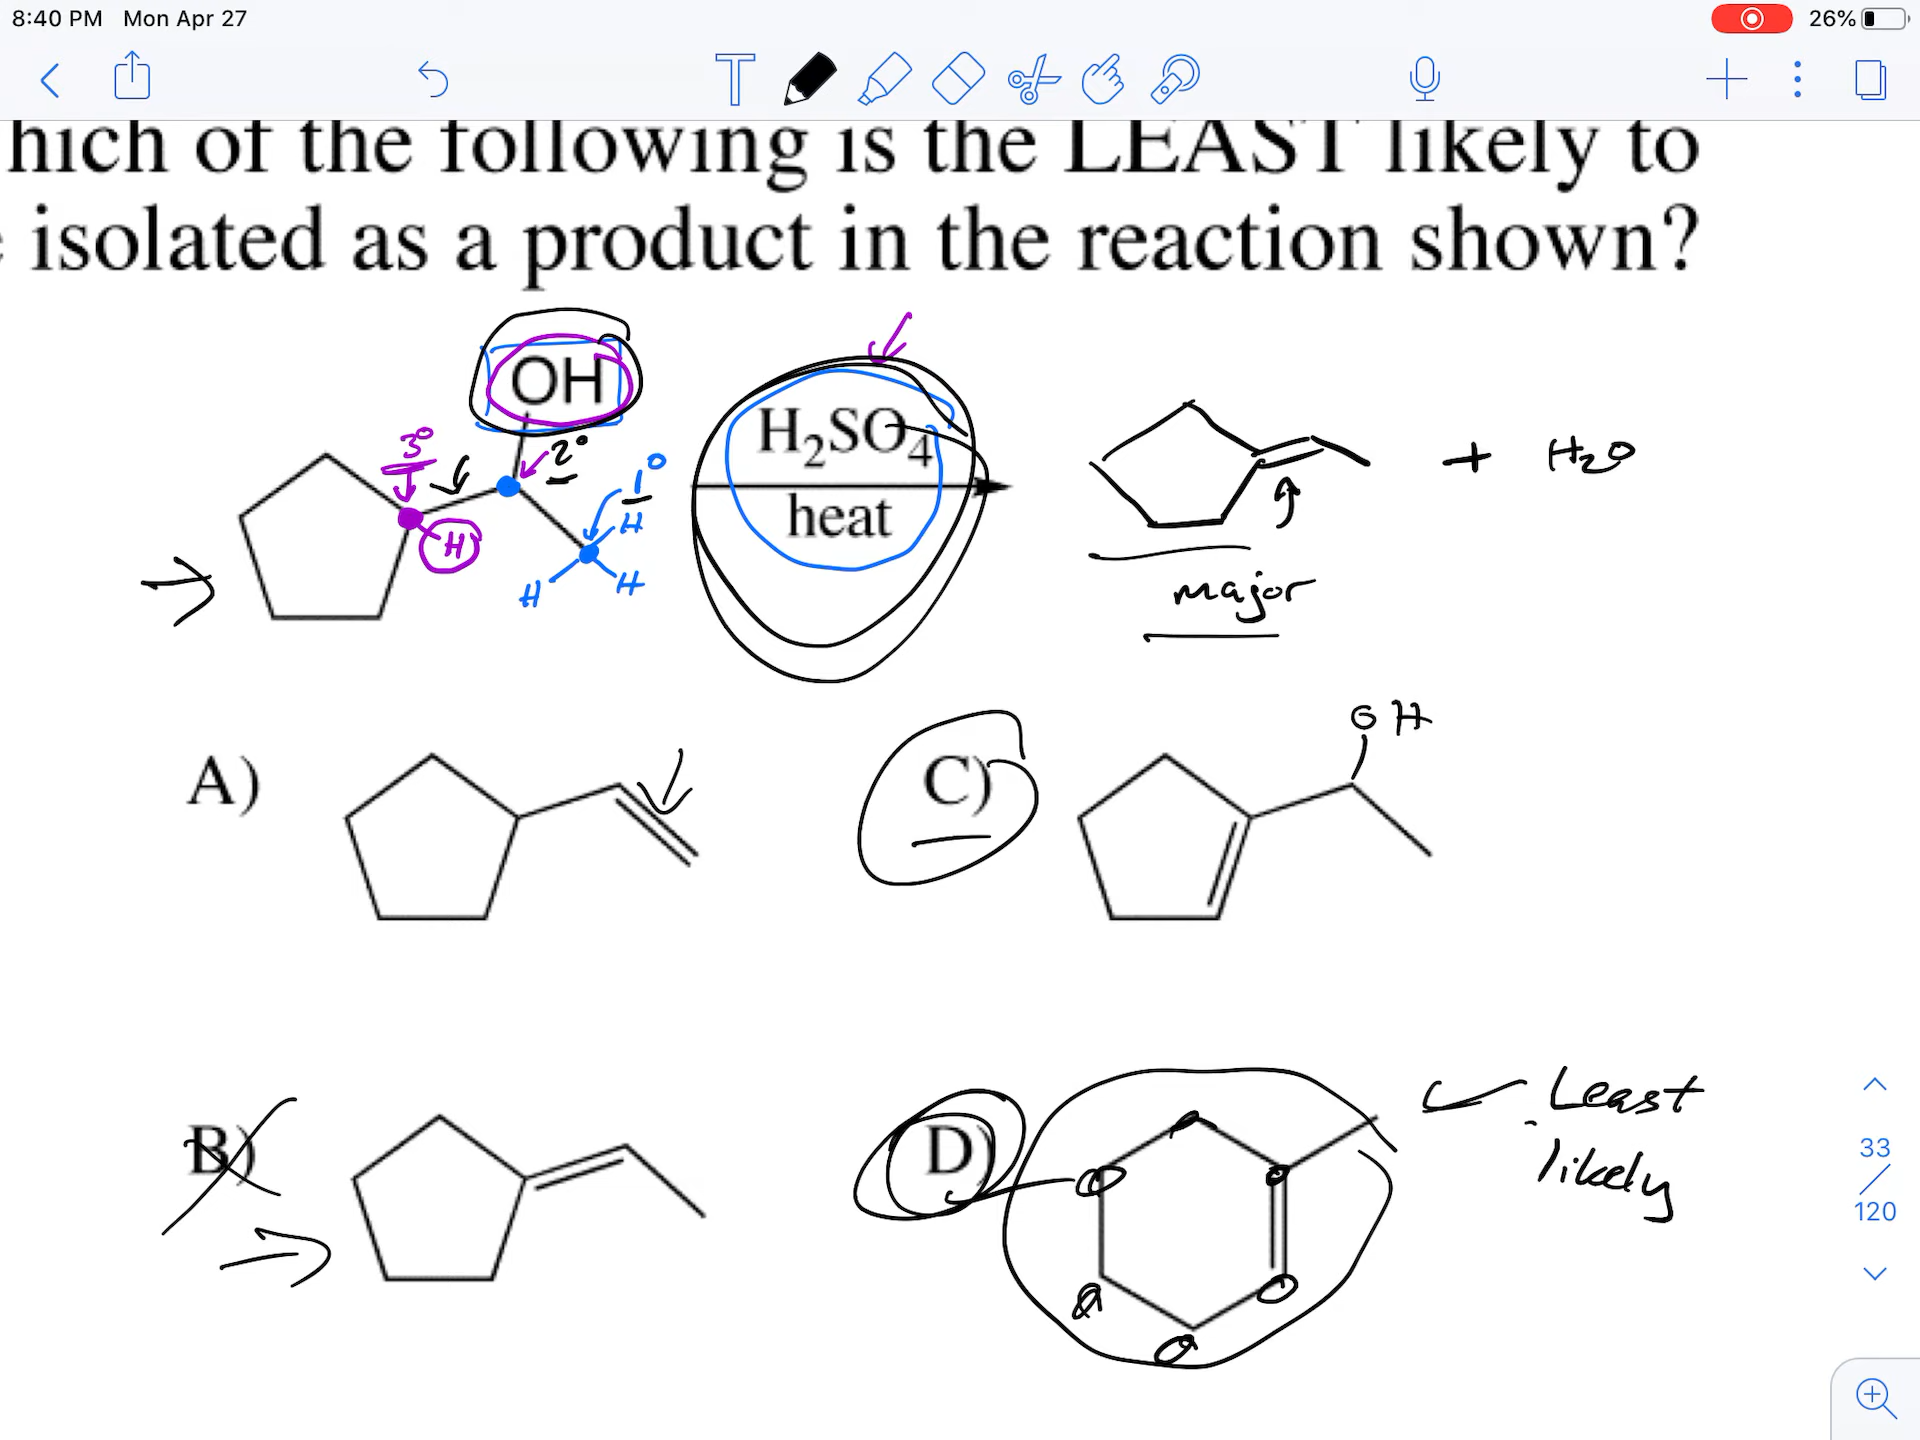 8:40 PM Mon Apr 27
26%
T
hich of the following is the LEAST likely to
isolated as a product in the reaction shown?
OH
H₂SO₄
heat
3°
2°
1°
H
H
H
H
+ H₂O
major
A)
C)
OH
B)
D)
Least
likely
33
120